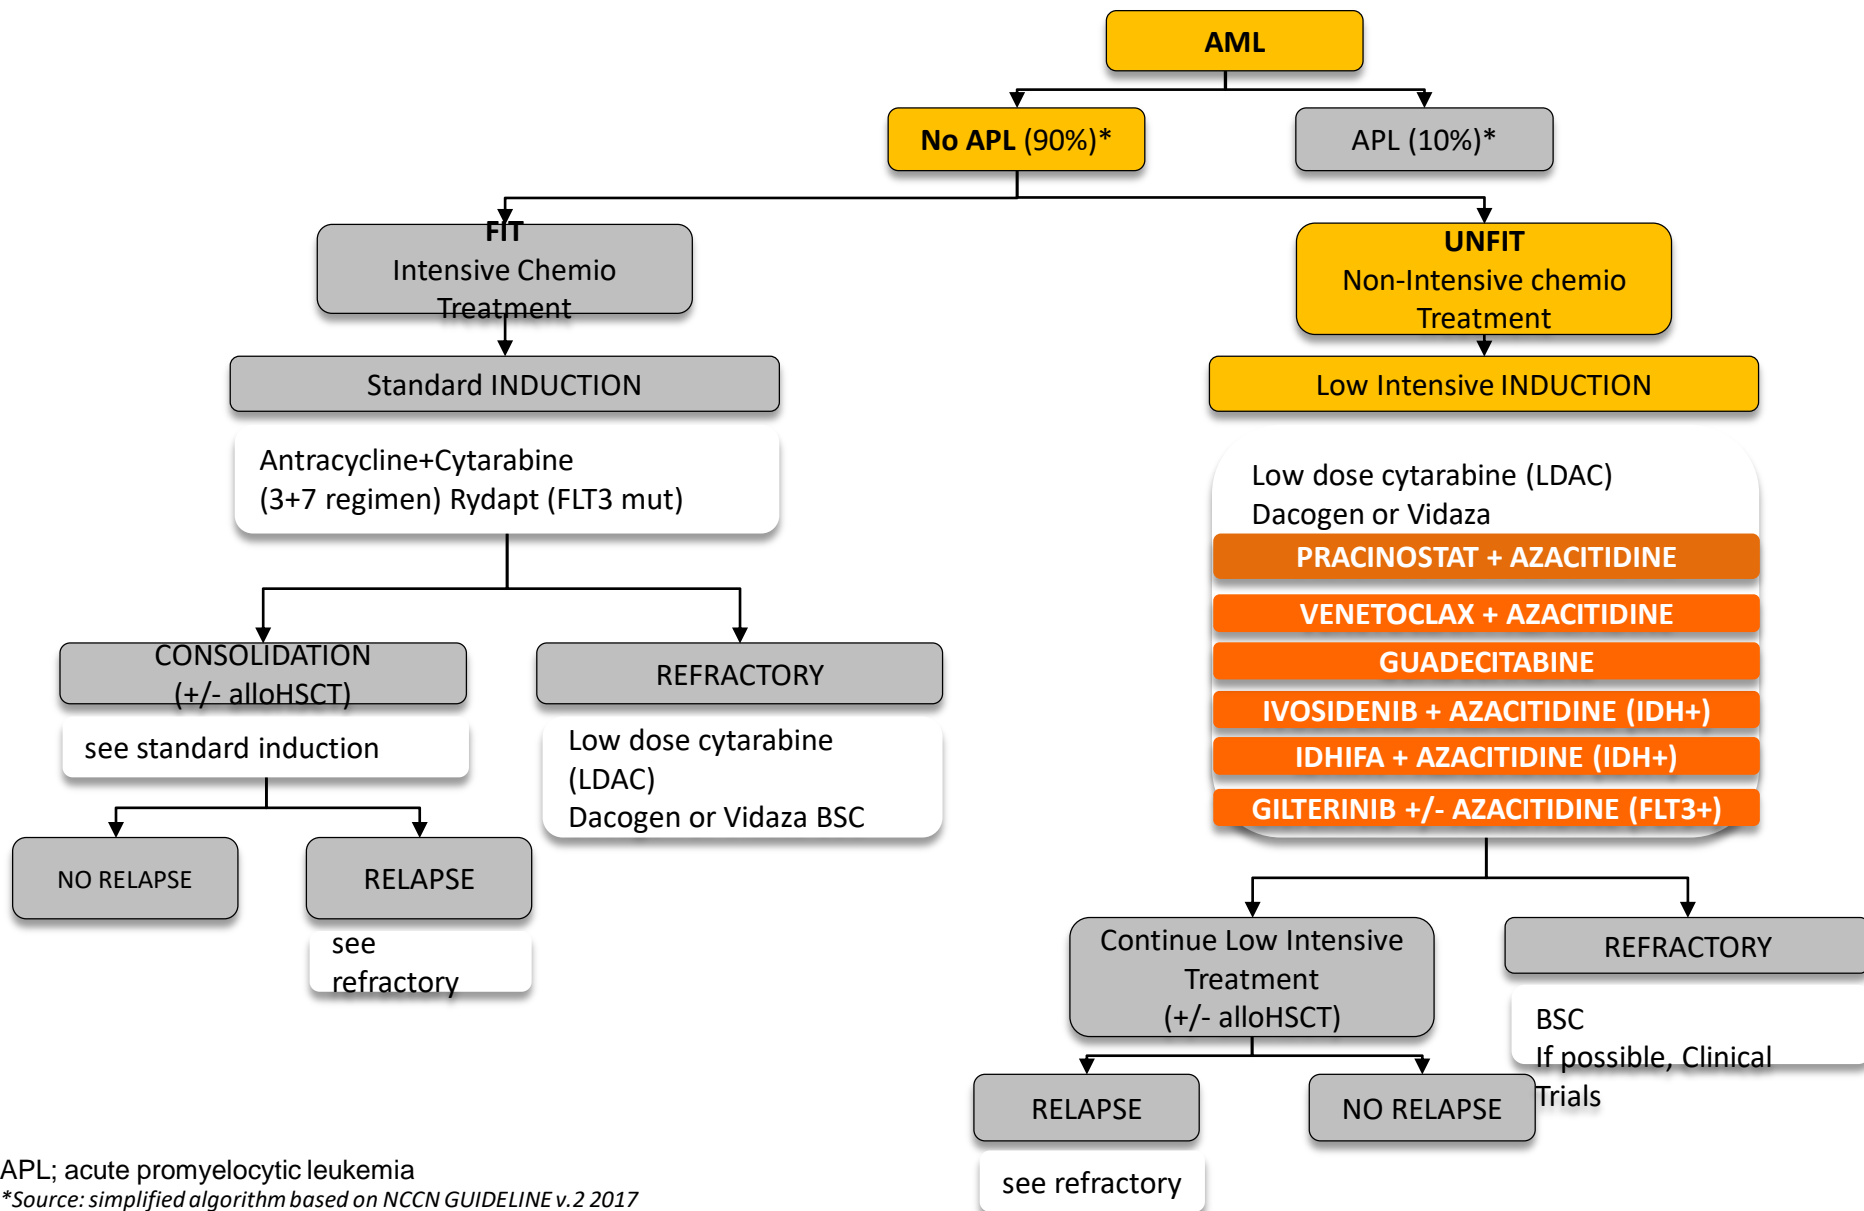 AML
No APL (90%)*
APL (10%)*
FIT
Intensive Chemio
Treatment
UNFIT
Non-Intensive chemio
Treatment
Standard INDUCTION
Low Intensive INDUCTION
Antracycline+Cytarabine
(3+7 regimen) Rydapt (FLT3 mut)
Low dose cytarabine (LDAC)
Dacogen or Vidaza
PRACINOSTAT + AZACITIDINE
VENETOCLAX + AZACITIDINE
GUADECITABINE
IVOSIDENIB + AZACITIDINE (IDH+)
IDHIFA + AZACITIDINE (IDH+)
GILTERINIB +/- AZACITIDINE (FLT3+)
CONSOLIDATION
(+/- alloHSCT)
see standard induction
REFRACTORY
Low dose cytarabine
(LDAC)
Dacogen or Vidaza BSC
NO RELAPSE
RELAPSE
see
refractory
Continue Low Intensive
Treatment
(+/- alloHSCT)
REFRACTORY
BSC
If possible, Clinical
Trials
RELAPSE
NO RELAPSE
see refractory
APL; acute promyelocytic leukemia
*Source: simplified algorithm based on NCCN GUIDELINE v.2 2017